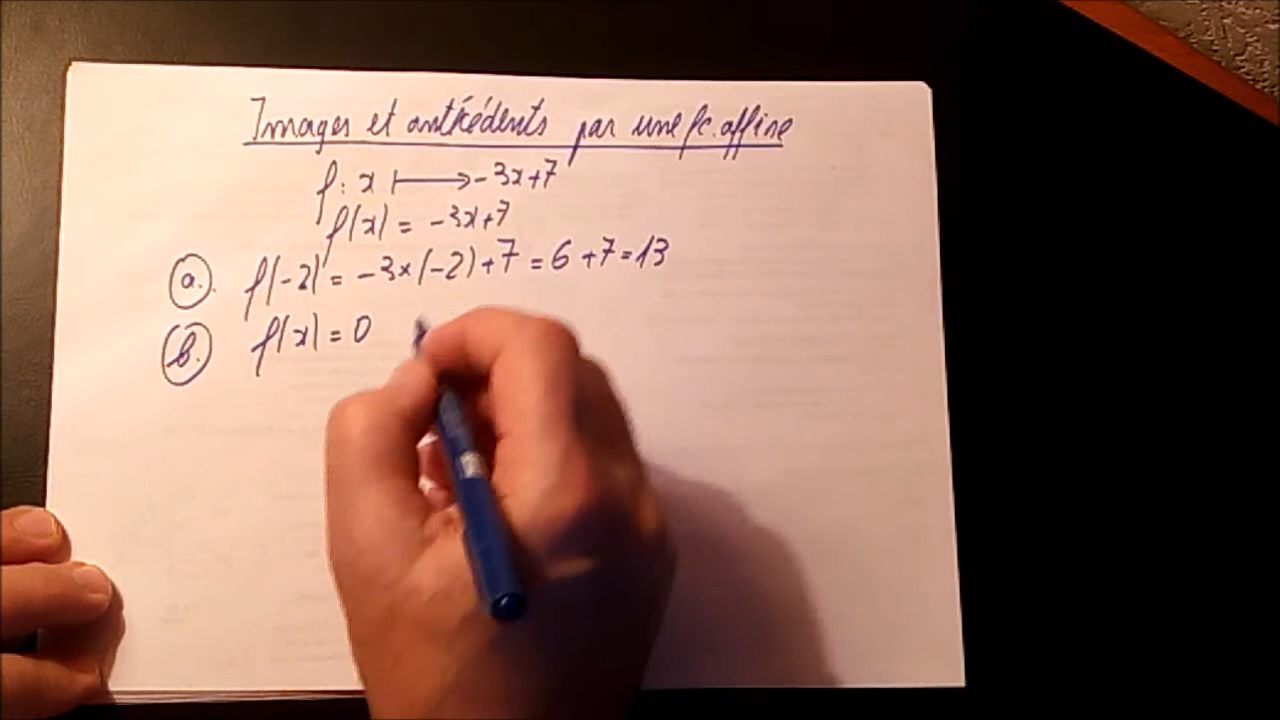 Images et antécédents par une fc. affine
f: x ⟼ -3x+7
f(x) = -3x+7
a. f(-2) = -3×(-2)+7 = 6+7=13
b. f(x) = 0